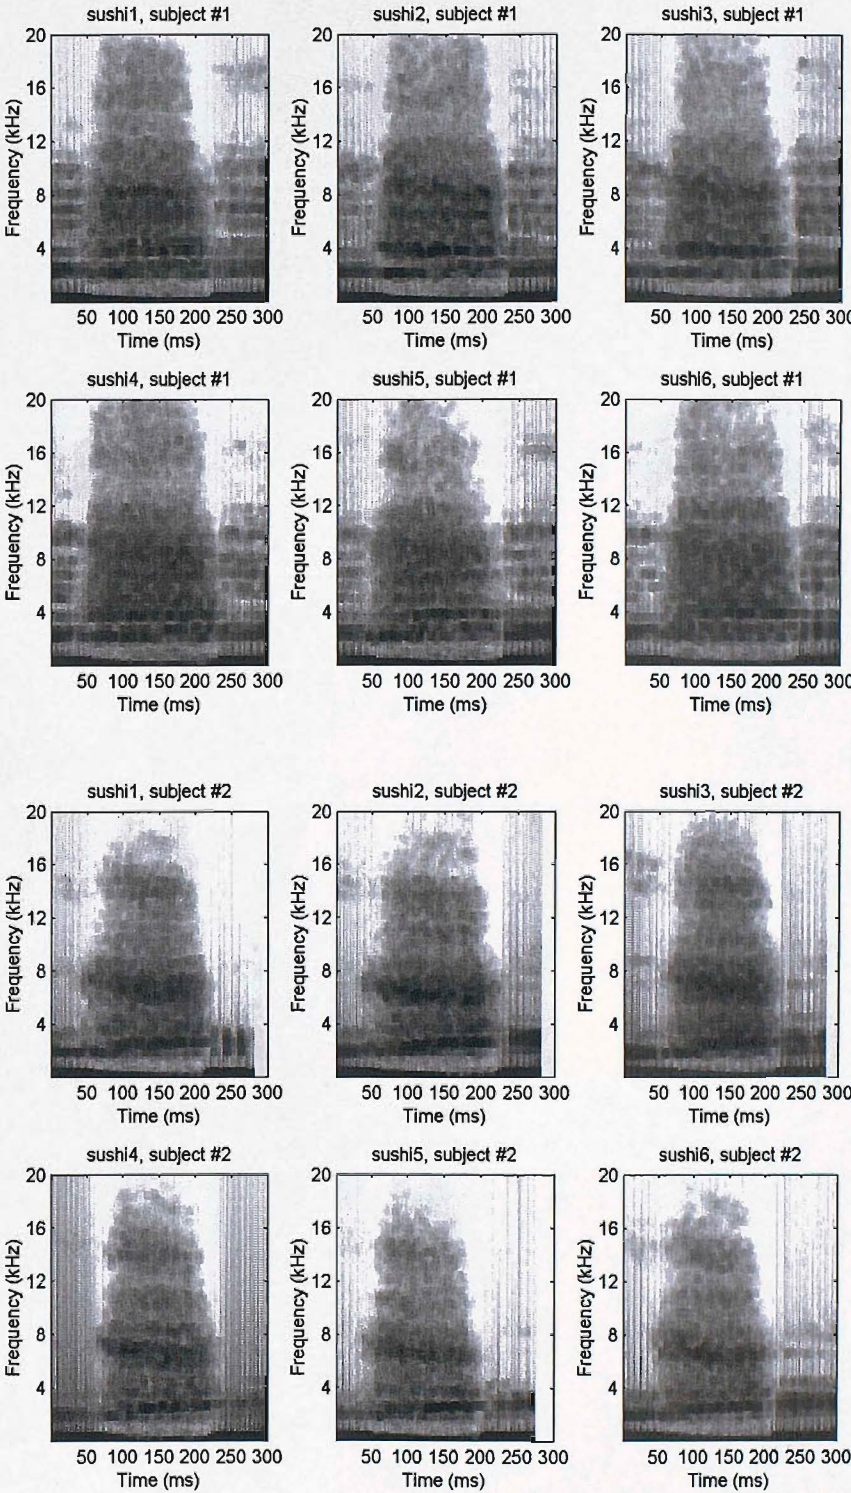 sushi1, subject #1 sushi2, subject #1 sushi3, subject #1
20 20 20
16 16 16
12 12 12
8 8 8
4 4 4
Frequency (kHz) Frequency (kHz) Frequency (kHz)
50 100 150 200 250 300 50 100 150 200 250 300 50 100 150 200 250 300
Time (ms) Time (ms) Time (ms)
sushi4, subject #1 sushi5, subject #1 sushi6, subject #1
20 20 20
16 16 16
12 12 12
8 8 8
4 4 4
Frequency (kHz) Frequency (kHz) Frequency (kHz)
50 100 150 200 250 300 50 100 150 200 250 300 50 100 150 200 250 300
Time (ms) Time (ms) Time (ms)
sushi1, subject #2 sushi2, subject #2 sushi3, subject #2
20 20 20
16 16 16
12 12 12
8 8 8
4 4 4
Frequency (kHz) Frequency (kHz) Frequency (kHz)
50 100 150 200 250 300 50 100 150 200 250 300 50 100 150 200 250 300
Time (ms) Time (ms) Time (ms)
sushi4, subject #2 sushi5, subject #2 sushi6, subject #2
20 20 20
16 16 16
12 12 12
8 8 8
4 4 4
Frequency (kHz) Frequency (kHz) Frequency (kHz)
50 100 150 200 250 300 50 100 150 200 250 300 50 100 150 200 250 300
Time (ms) Time (ms) Time (ms)